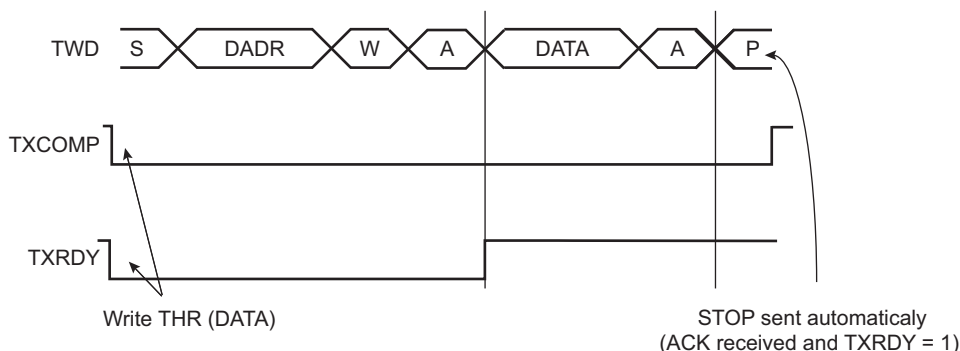 TWD S DADR W A DATA A P
TXCOMP
TXRDY
Write THR (DATA)
STOP sent automaticaly
(ACK received and TXRDY = 1)